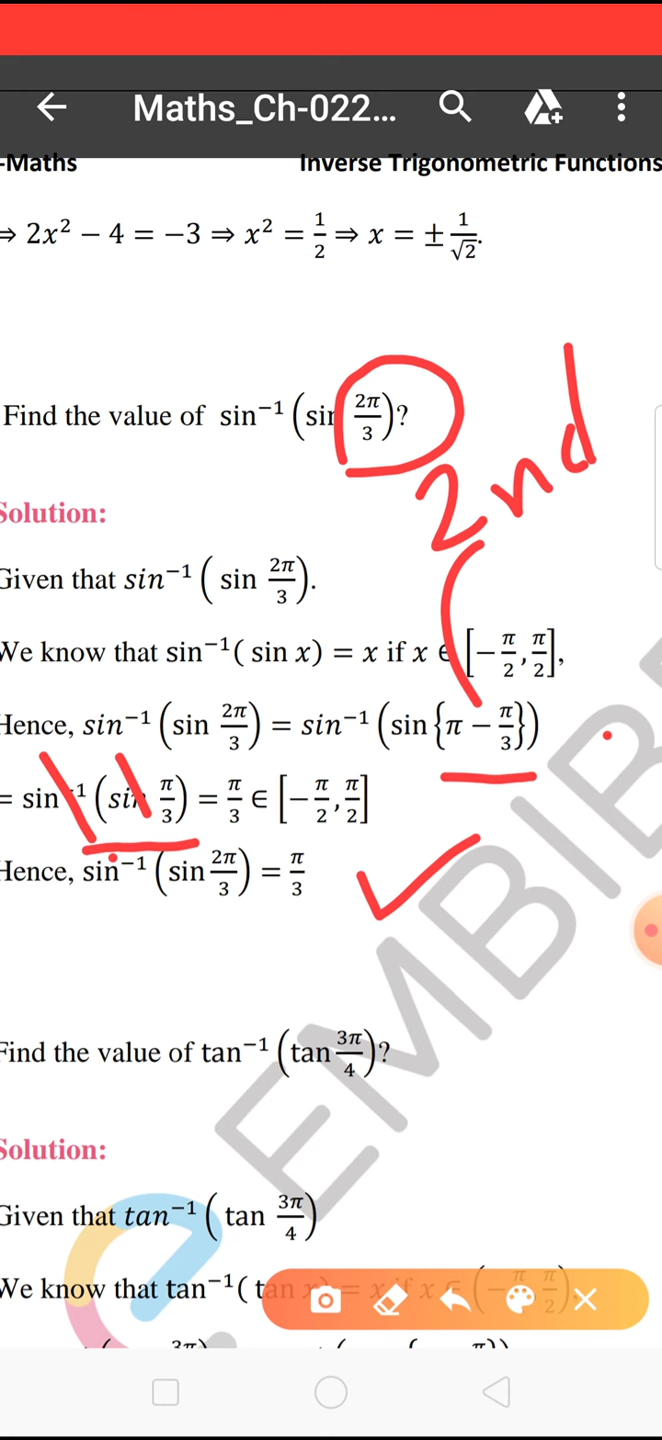 Maths_Ch-022...
-Maths Inverse Trigonometric Functions
⇒ 2x² − 4 = −3 ⇒ x² = 1/2 ⇒ x = ± 1/√2.
Find the value of sin⁻¹ (sin 2π/3)?
2nd
Solution:
Given that sin⁻¹ ( sin 2π/3).
We know that sin⁻¹( sin x) = x if x ∈ [−π/2, π/2],
Hence, sin⁻¹ (sin 2π/3) = sin⁻¹ (sin {π − π/3})
= sin⁻¹ (sin π/3) = π/3 ∈ [−π/2, π/2]
Hence, sin⁻¹ (sin 2π/3) = π/3
Find the value of tan⁻¹ (tan 3π/4)?
Solution:
Given that tan⁻¹ ( tan 3π/4)
We know that tan⁻¹( tan x) = x if x ∈ (−π/2, π/2)
EMBIB